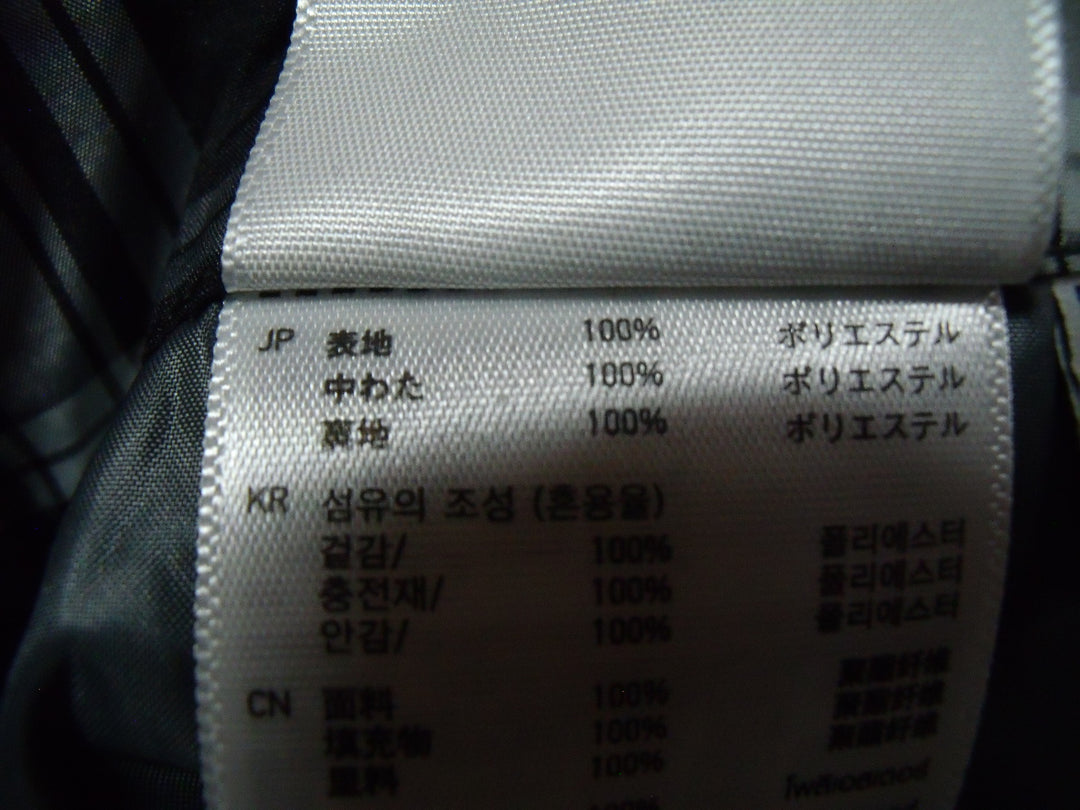 JP 表地 100% ポリエステル
中わた 100% ポリエステル
裏地 100% ポリエステル
KR 섬유의 조성 (혼용율)
겉감/ 100% 폴리에스터
충전재/ 100% 폴리에스터
안감/ 100% 폴리에스터
CN 面料 100% 聚酯纤维
填充物 100% 聚酯纤维
里料 100% 聚酯纤维
100%